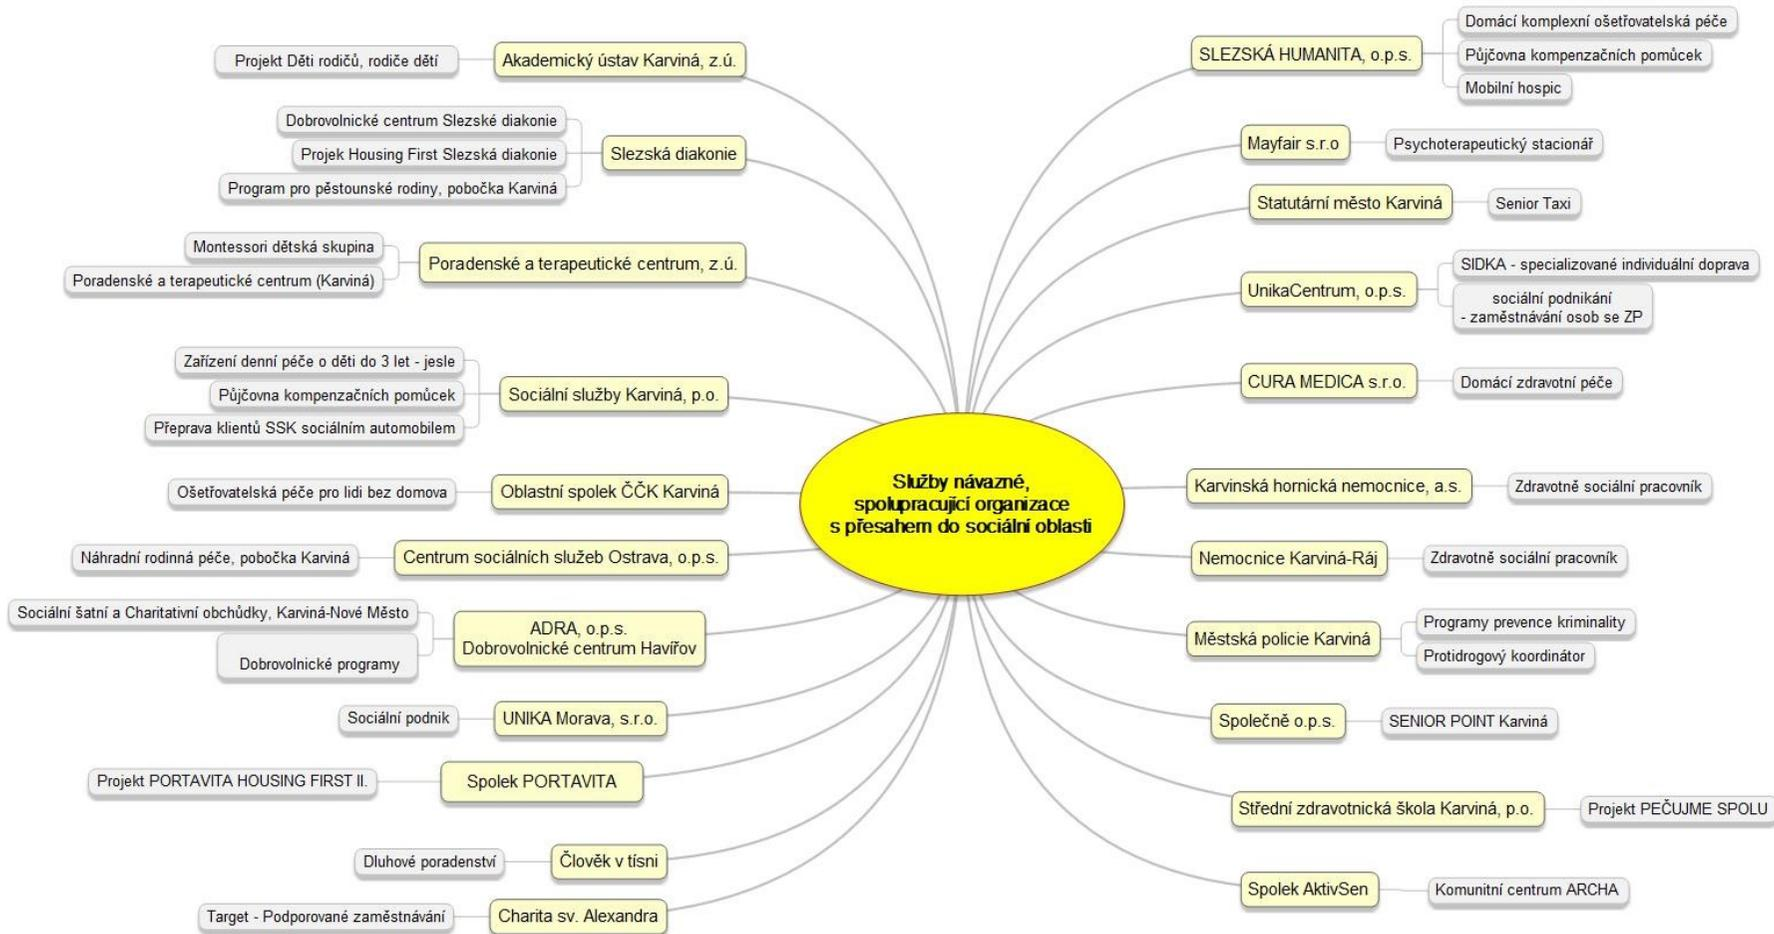 Služby návazné,
spolupracující organizace
s přesahem do sociální oblasti
Akademický ústav Karviná, z.ú.
Projekt Děti rodičů, rodiče dětí
Slezská diakonie
Dobrovolnické centrum Slezské diakonie
Projek Housing First Slezská diakonie
Program pro pěstounské rodiny, pobočka Karviná
Poradenské a terapeutické centrum, z.ú.
Montessori dětská skupina
Poradenské a terapeutické centrum (Karviná)
Sociální služby Karviná, p.o.
Zařízení denní péče o děti do 3 let - jesle
Půjčovna kompenzačních pomůcek
Přeprava klientů SSK sociálním automobilem
Oblastní spolek ČČK Karviná
Ošetřovatelská péče pro lidi bez domova
Centrum sociálních služeb Ostrava, o.p.s.
Náhradní rodinná péče, pobočka Karviná
ADRA, o.p.s.
Dobrovolnické centrum Havířov
Sociální šatní a Charitativní obchůdky, Karviná-Nové Město
Dobrovolnické programy
UNIKA Morava, s.r.o.
Sociální podnik
Spolek PORTAVITA
Projekt PORTAVITA HOUSING FIRST II.
Člověk v tísni
Dluhové poradenství
Charita sv. Alexandra
Target - Podporované zaměstnávání
SLEZSKÁ HUMANITA, o.p.s.
Domácí komplexní ošetřovatelská péče
Půjčovna kompenzačních pomůcek
Mobilní hospic
Mayfair s.r.o
Psychoterapeutický stacionář
Statutární město Karviná
Senior Taxi
UnikaCentrum, o.p.s.
SIDKA - specializované individuální doprava
sociální podnikání
- zaměstnávání osob se ZP
CURA MEDICA s.r.o.
Domácí zdravotní péče
Karvinská hornická nemocnice, a.s.
Zdravotně sociální pracovník
Nemocnice Karviná-Ráj
Zdravotně sociální pracovník
Městská policie Karviná
Programy prevence kriminality
Protidrogový koordinátor
Společně o.p.s.
SENIOR POINT Karviná
Střední zdravotnická škola Karviná, p.o.
Projekt PEČUJME SPOLU
Spolek AktivSen
Komunitní centrum ARCHA